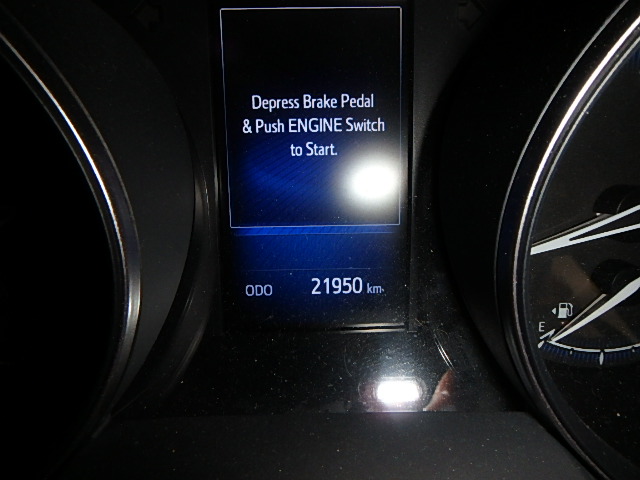 Depress Brake Pedal
& Push ENGINE Switch
to Start.
ODO 21950 km
E